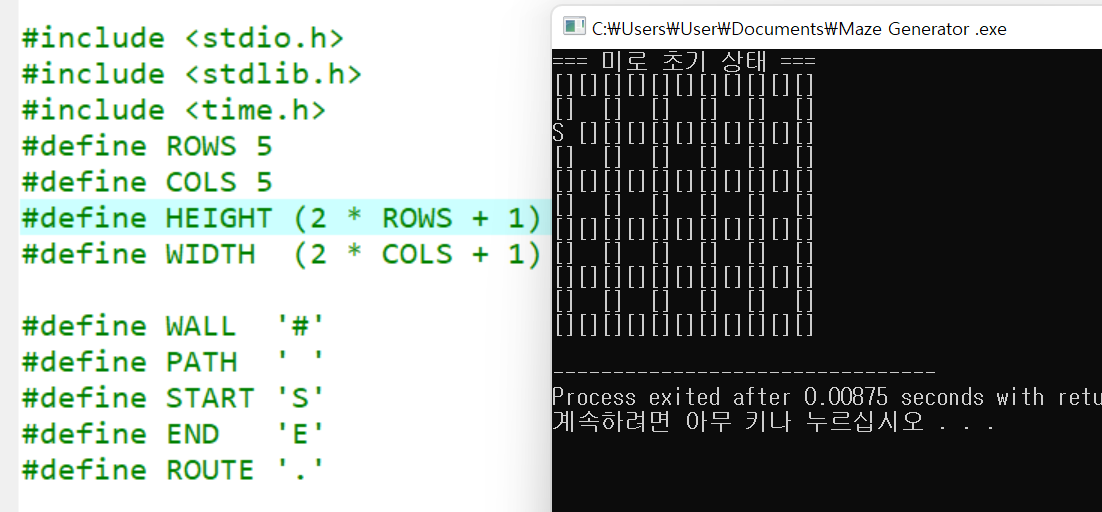 #include <stdio.h>
#include <stdlib.h>
#include <time.h>
#define ROWS 5
#define COLS 5
#define HEIGHT (2 * ROWS + 1)
#define WIDTH  (2 * COLS + 1)
#define WALL  '#'
#define PATH  ' '
#define START 'S'
#define END   'E'
#define ROUTE '.'
C:₩Users₩User₩Documents₩Maze Generator .exe
=== 미로 초기 상태 ===
[][][][][][][][][][][]
[]  []  []  []  []  []
S [][][][][][][][][][]
[]  []  []  []  []  []
[][][][][][][][][][][]
[]  []  []  []  []  []
[][][][][][][][][][][]
[]  []  []  []  []  []
[][][][][][][][][][][]
[]  []  []  []  []  []
[][][][][][][][][][][]
--------------------------------
Process exited after 0.00875 seconds with retu
계속하려면 아무 키나 누르십시오 . . .